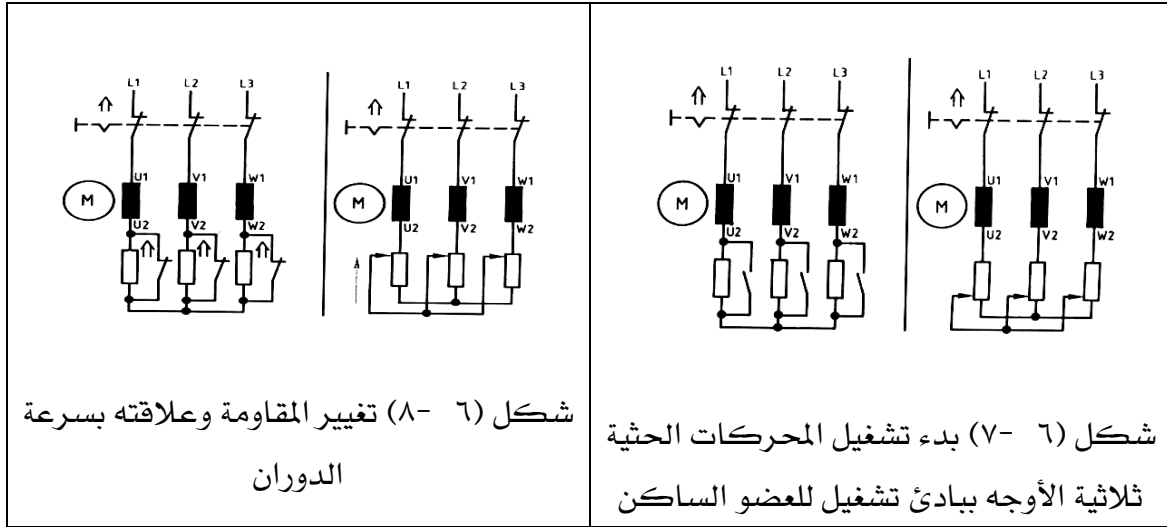 L1 L2 L3
M U1 V1 W1
U2 V2 W2
L1 L2 L3
M U1 V1 W1
U2 V2 W2
شكل (٦ -٧) بدء تشغيل المحركات الحثية
ثلاثية الأوجه ببادئ تشغيل للعضو الساكن
L1 L2 L3
M U1 V1 W1
U2 V2 W2
L1 L2 L3
M U1 V1 W1
U2 V2 W2
شكل (٦ -٨) تغيير المقاومة وعلاقته بسرعة
الدوران